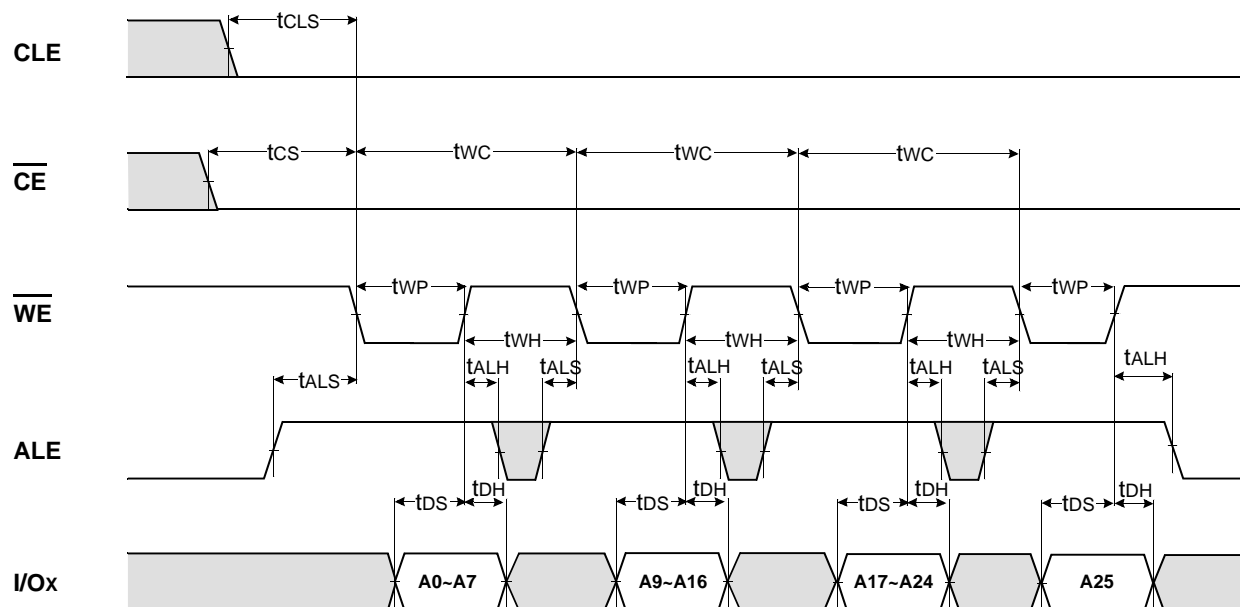 CLE
tCLS
CE
tCS
tWC
tWC
tWC
WE
tWP
tWP
tWP
tWP
tWH
tWH
tWH
tALS
tALH
tALS
tALH
tALS
tALH
tALS
tALH
ALE
tDS
tDH
tDS
tDH
tDS
tDH
tDS
tDH
I/Ox
A0~A7
A9~A16
A17~A24
A25